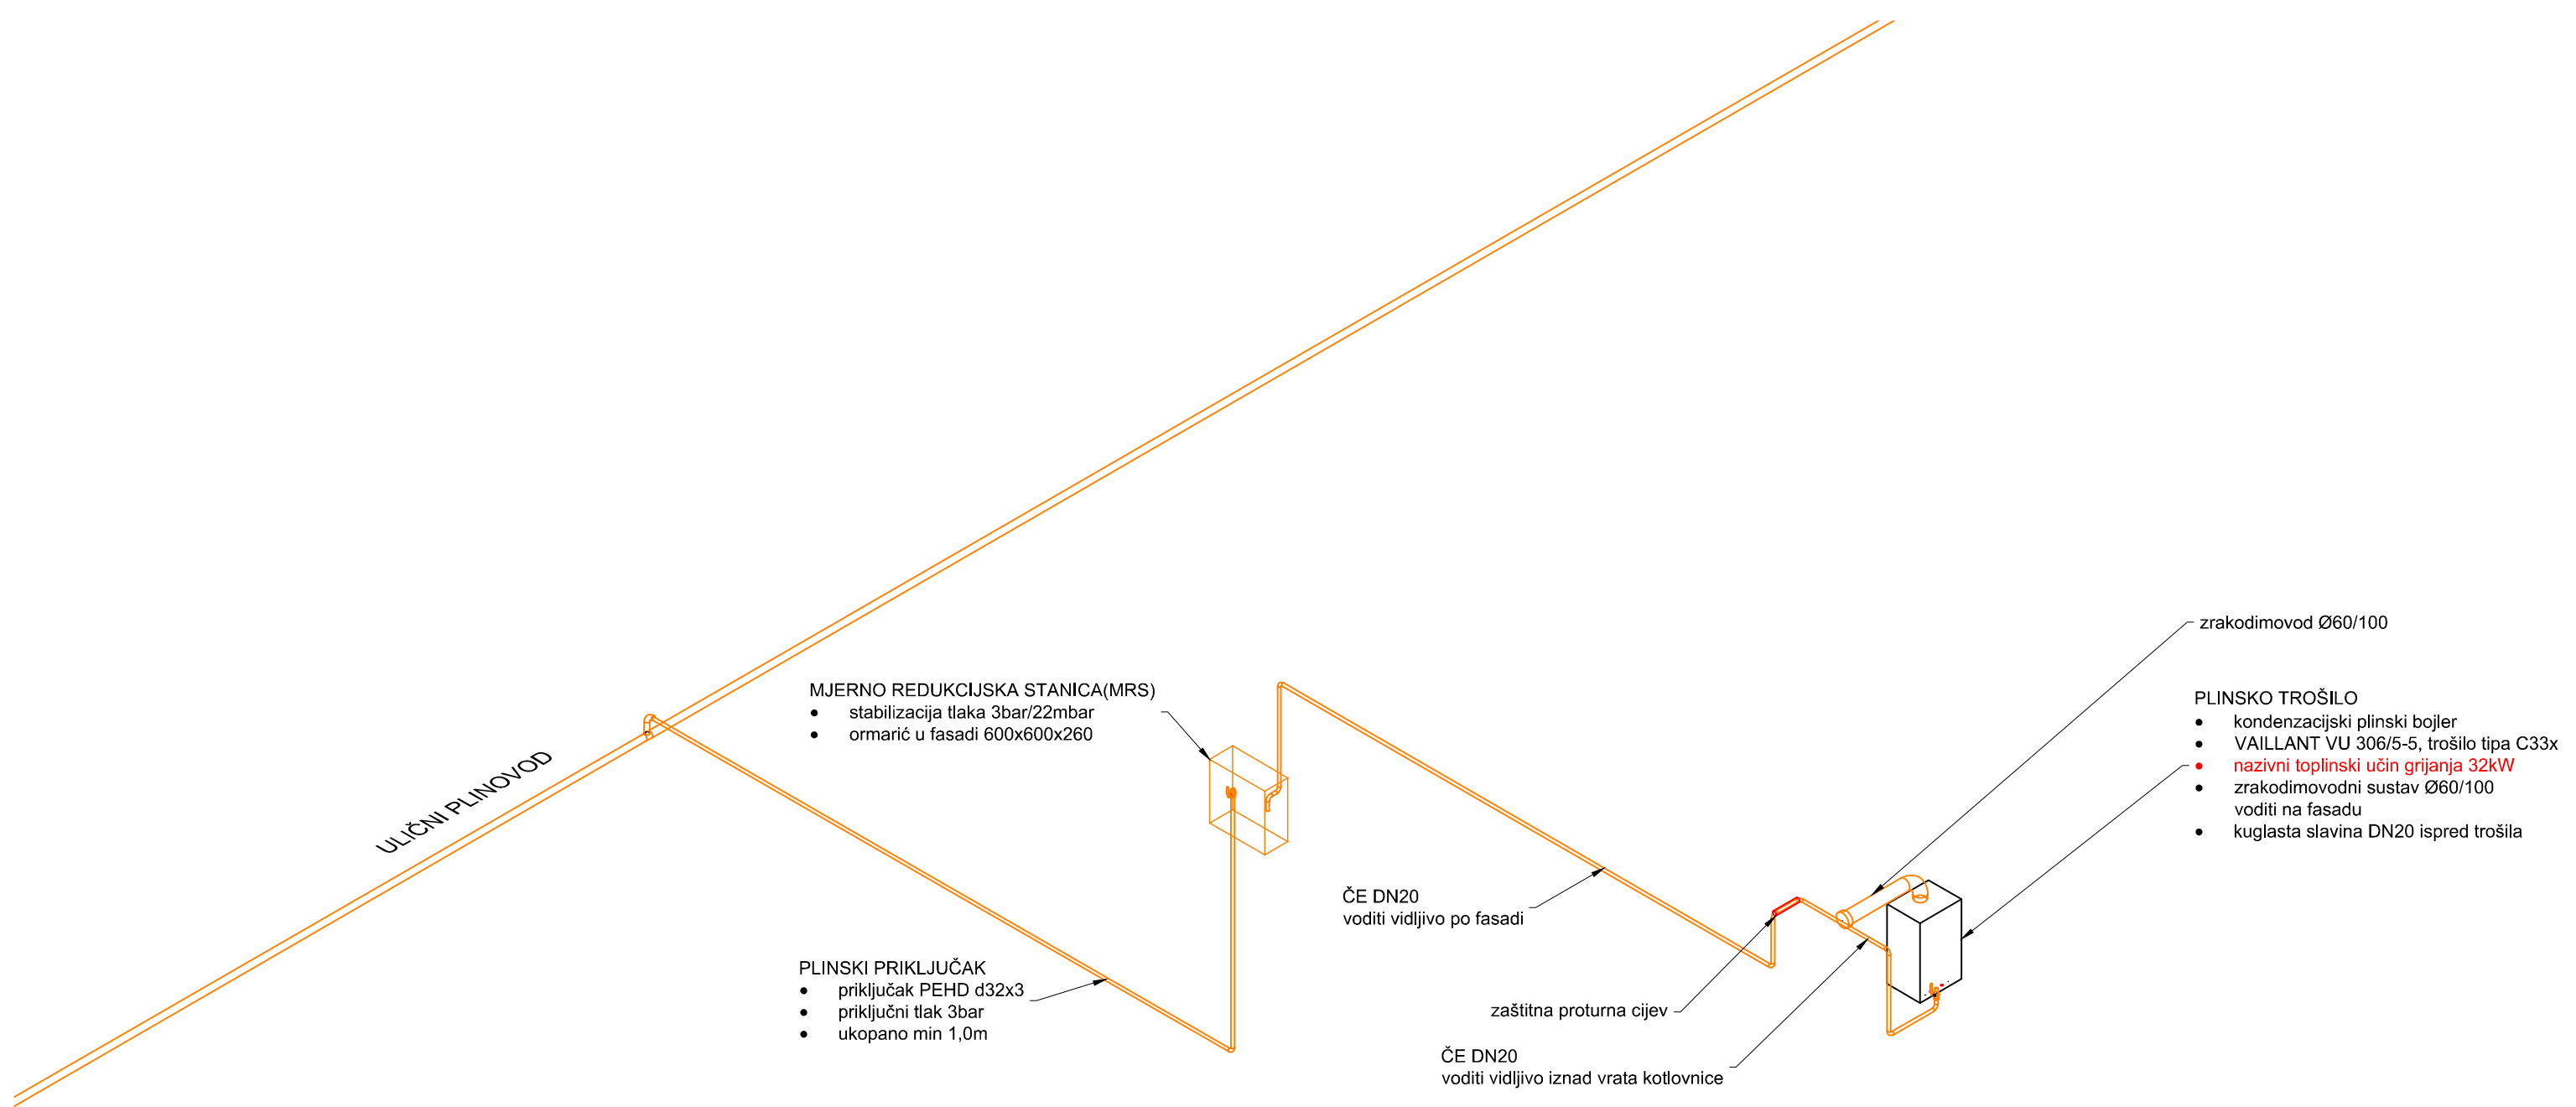 zrakodimovod Ø60/100
MJERNO REDUKCIJSKA STANICA(MRS)
• stabilizacija tlaka 3bar/22mbar
• ormarić u fasadi 600x600x260
PLINSKO TROŠILO
• kondenzacijski plinski bojler
• VAILLANT VU 306/5-5, trošilo tipa C33x
• nazivni toplinski učin grijanja 32kW
• zrakodimovodni sustav Ø60/100
voditi na fasadu
• kuglasta slavina DN20 ispred trošila
ULIČNI PLINOVOD
ČE DN20
voditi vidljivo po fasadi
PLINSKI PRIKLJUČAK
• priključak PEHD d32x3
• priključni tlak 3bar
• ukopano min 1,0m
zaštitna proturna cijev
ČE DN20
voditi vidljivo iznad vrata kotlovnice